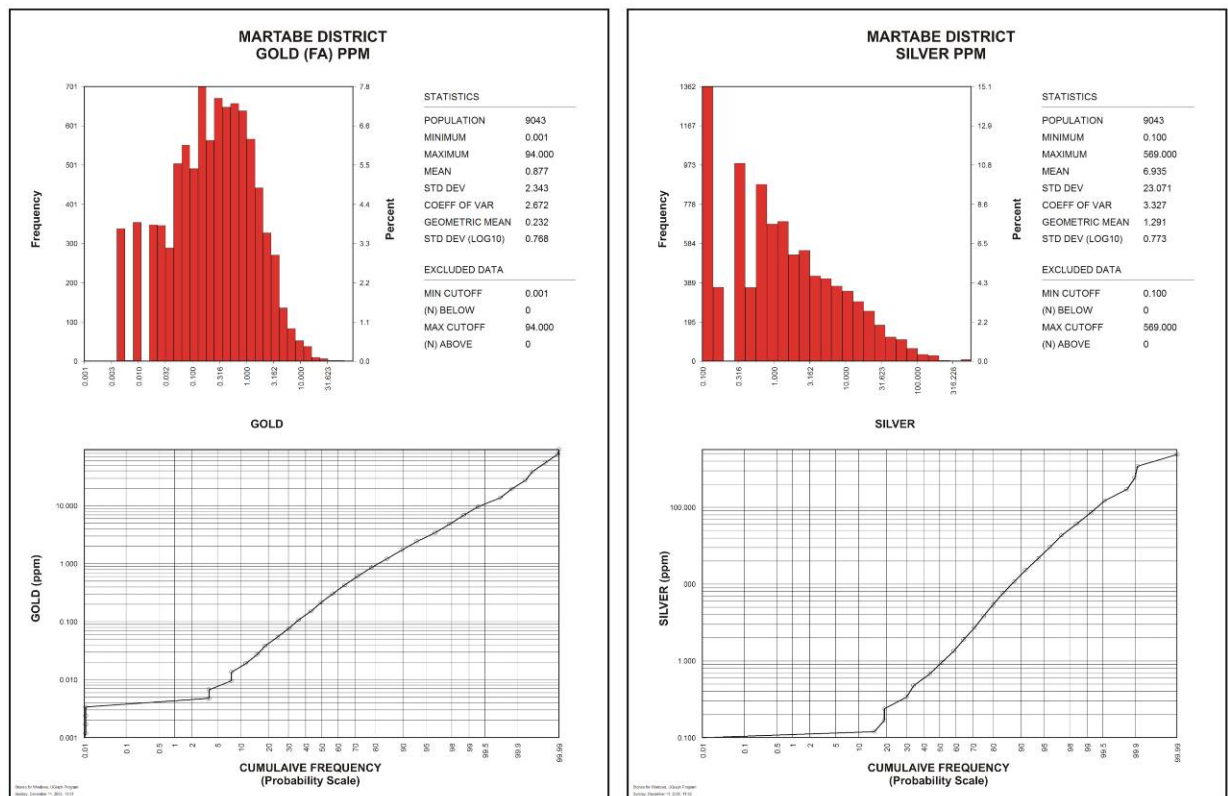 MARTABE DISTRICT
GOLD (FA) PPM
701
601
501
401
300
200
100
0
Frequency
7.8
6.6
5.5
4.4
3.3
2.2
1.1
0.0
Percent
0.001
0.003
0.010
0.032
0.100
0.316
1.000
3.162
10.000
31.623
STATISTICS
POPULATION 9043
MINIMUM 0.001
MAXIMUM 94.000
MEAN 0.877
STD DEV 2.343
COEFF OF VAR 2.672
GEOMETRIC MEAN 0.232
STD DEV (LOG10) 0.768
EXCLUDED DATA
MIN CUTOFF 0.001
(N) BELOW 0
MAX CUTOFF 94.000
(N) ABOVE 0
GOLD
GOLD (ppm)
10.000
1.000
0.100
0.010
0.001
0.01
0.1
0.5
1
2
5
10
20
30
40
50
60
70
80
90
95
98
99
99.5
99.9
99.99
CUMULAIVE FREQUENCY
(Probability Scale)
MARTABE DISTRICT
SILVER PPM
1362
1167
973
778
584
389
195
0
Frequency
15.1
12.9
10.8
8.6
6.5
4.3
2.2
0.0
Percent
0.100
0.316
1.000
3.162
10.000
31.623
100.000
316.226
STATISTICS
POPULATION 9043
MINIMUM 0.100
MAXIMUM 569.000
MEAN 6.935
STD DEV 23.071
COEFF OF VAR 3.327
GEOMETRIC MEAN 1.291
STD DEV (LOG10) 0.773
EXCLUDED DATA
MIN CUTOFF 0.100
(N) BELOW 0
MAX CUTOFF 569.000
(N) ABOVE 0
SILVER
SILVER (ppm)
100.000
000
1.000
0.100
0.01
0.1
0.5
1
2
5
10
20
30
40
50
60
70
80
90
95
98
99
99.5
99.9
99.99
CUMULAIVE FREQUENCY
(Probability Scale)